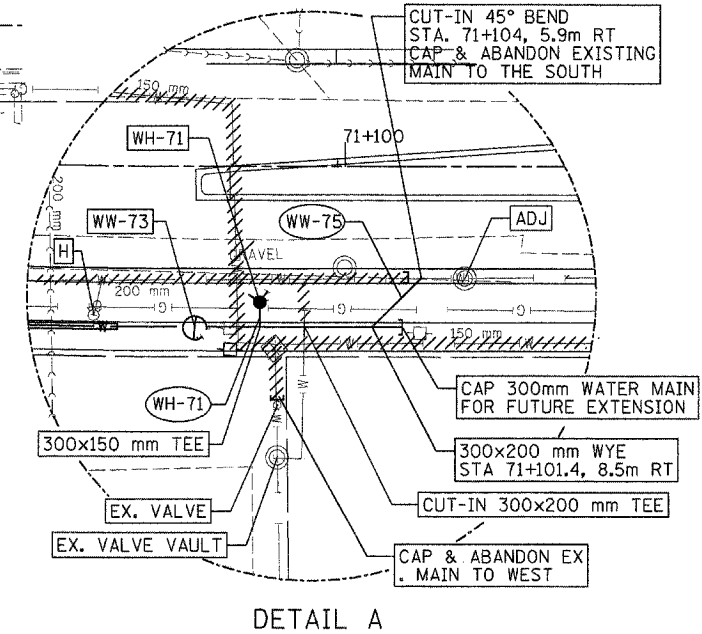 CUT-IN 45° BEND
STA. 71+104, 5.9m RT
CAP & ABANDON EXISTING
MAIN TO THE SOUTH
150 mm
WH-71
71+100
200 mm
WW-73
WW-75
ADJ
H
GRAVEL
W
W
200 mm
G
G
G
W
150 mm
W
W
WH-71
CAP 300mm WATER MAIN
FOR FUTURE EXTENSION
300x150 mm TEE
W
W
300x200 mm WYE
STA 71+101.4, 8.5m RT
EX. VALVE
CUT-IN 300x200 mm TEE
EX. VALVE VAULT
CAP & ABANDON EX
. MAIN TO WEST
DETAIL A